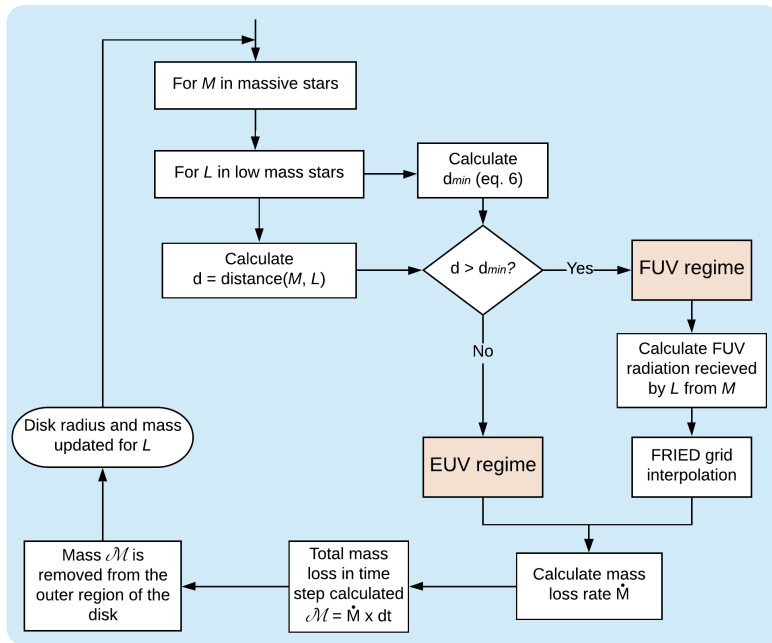 For M in massive stars
For L in low mass stars
Calculate
dmin (eq. 6)
Calculate
d = distance(M, L)
d > dmin?
Yes
FUV regime
No
Calculate FUV
radiation recieved
by L from M
Disk radius and mass
updated for L
EUV regime
FRIED grid
interpolation
Mass ℳ is
removed from the
outer region of the
disk
Total mass
loss in time
step calculated
ℳ = Ṁ x dt
Calculate mass
loss rate Ṁ